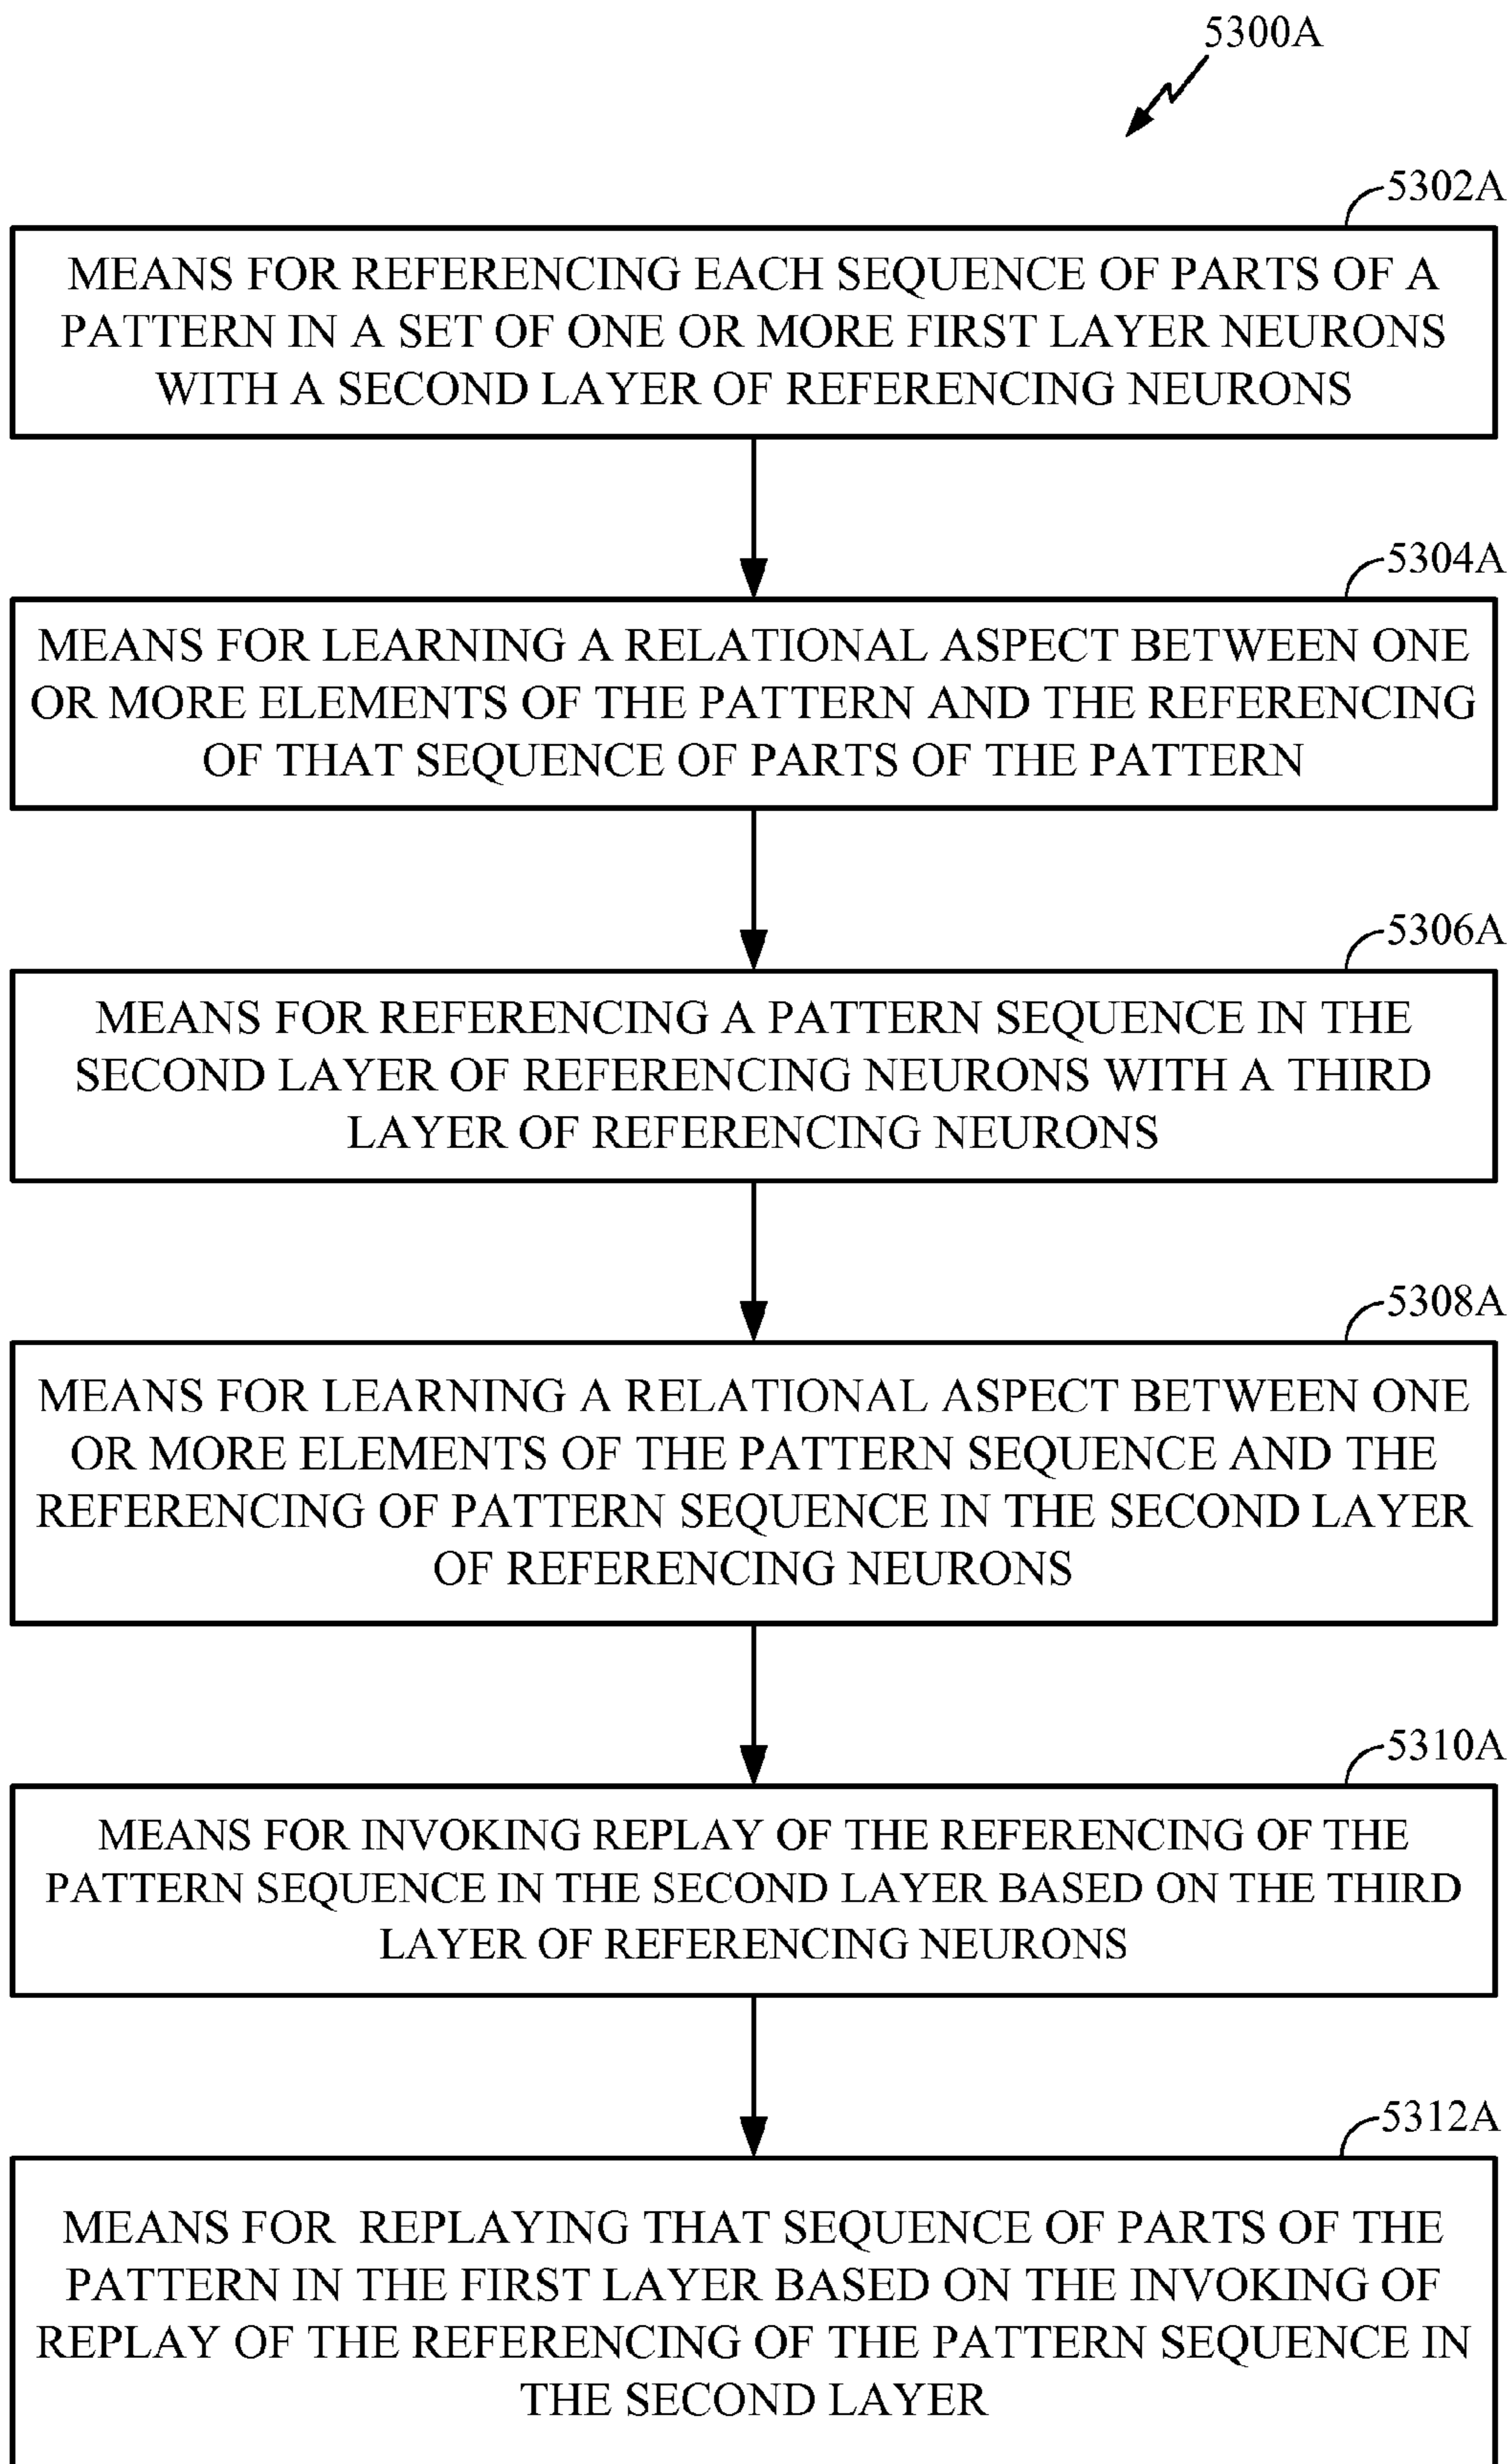 5300A
5302A
MEANS FOR REFERENCING EACH SEQUENCE OF PARTS OF A
PATTERN IN A SET OF ONE OR MORE FIRST LAYER NEURONS
WITH A SECOND LAYER OF REFERENCING NEURONS
5304A
MEANS FOR LEARNING A RELATIONAL ASPECT BETWEEN ONE
OR MORE ELEMENTS OF THE PATTERN AND THE REFERENCING
OF THAT SEQUENCE OF PARTS OF THE PATTERN
5306A
MEANS FOR REFERENCING A PATTERN SEQUENCE IN THE
SECOND LAYER OF REFERENCING NEURONS WITH A THIRD
LAYER OF REFERENCING NEURONS
5308A
MEANS FOR LEARNING A RELATIONAL ASPECT BETWEEN ONE
OR MORE ELEMENTS OF THE PATTERN SEQUENCE AND THE
REFERENCING OF PATTERN SEQUENCE IN THE SECOND LAYER
OF REFERENCING NEURONS
5310A
MEANS FOR INVOKING REPLAY OF THE REFERENCING OF THE
PATTERN SEQUENCE IN THE SECOND LAYER BASED ON THE THIRD
LAYER OF REFERENCING NEURONS
5312A
MEANS FOR REPLAYING THAT SEQUENCE OF PARTS OF THE
PATTERN IN THE FIRST LAYER BASED ON THE INVOKING OF
REPLAY OF THE REFERENCING OF THE PATTERN SEQUENCE IN
THE SECOND LAYER